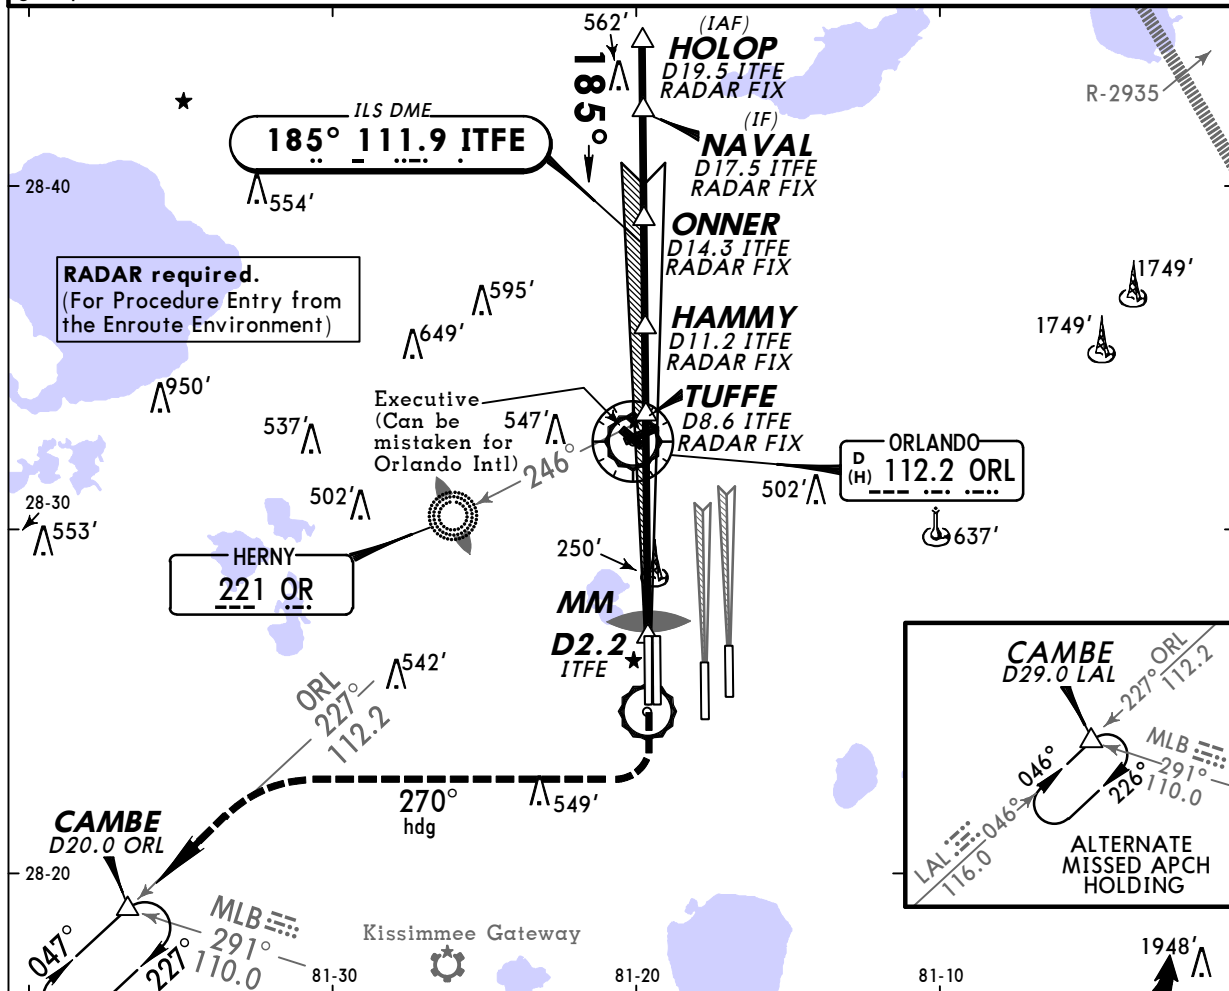 562'
(IAF)
HOLOP
D19.5 ITFE
RADAR FIX
185°
R-2935
ILS DME
185° 111.9 ITFE
(IF)
NAVAL
D17.5 ITFE
RADAR FIX
28-40
554'
ONNER
D14.3 ITFE
RADAR FIX
RADAR required.
(For Procedure Entry from
the Enroute Environment)
595'
649'
1749'
1749'
HAMMY
D11.2 ITFE
RADAR FIX
950'
537'
Executive
(Can be
mistaken for
Orlando Intl)
547'
246°
TUFFE
D8.6 ITFE
RADAR FIX
ORLANDO
D
(H) 112.2 ORL
502'
502'
637'
28-30
553'
HERNY
221 OR
250'
MM
D2.2
ITFE
542'
ORL
227°
112.2
270°
hdg
549'
CAMBE
D20.0 ORL
28-20
MLB
291°
110.0
047°
227°
Kissimmee Gateway
81-30
81-20
81-10
CAMBE
D29.0 LAL
227° ORL
112.2
MLB
291°
110.0
046°
226°
LAL 046°
116.0
ALTERNATE
MISSED APCH
HOLDING
1948'